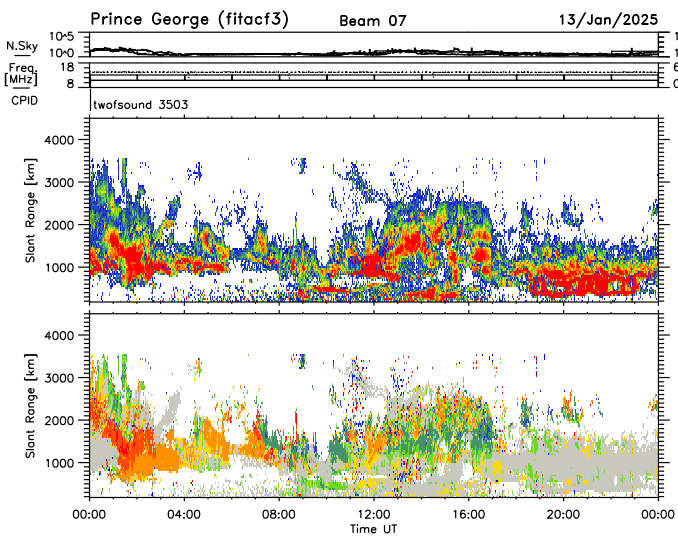 Prince George (fitacf3) Beam 07 13/Jan/2025
10^5
N.Sky
10^0
Freq. 18 6
[MHz] 8 0
CPID
twofsound 3503
4000
3000
2000
1000
Slant Range [km]
4000
3000
2000
1000
Slant Range [km]
00:00 04:00 08:00 12:00 16:00 20:00 00:00
Time UT